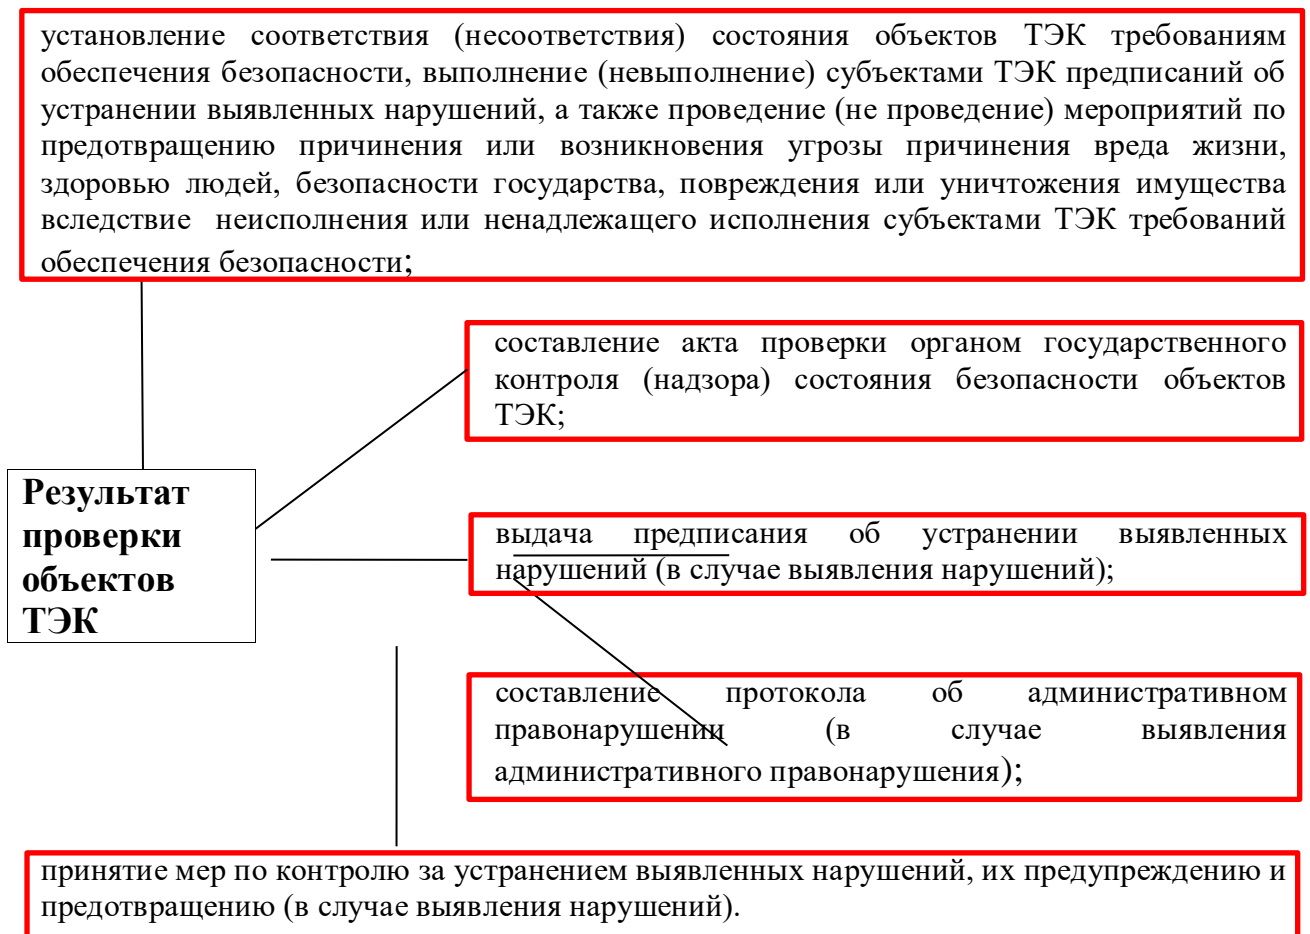 установление соответствия (несоответствия) состояния объектов ТЭК требованиям
обеспечения безопасности, выполнение (невыполнение) субъектами ТЭК предписаний об
устранении выявленных нарушений, а также проведение (не проведение) мероприятий по
предотвращению причинения или возникновения угрозы причинения вреда жизни,
здоровью людей, безопасности государства, повреждения или уничтожения имущества
вследствие неисполнения или ненадлежащего исполнения субъектами ТЭК требований
обеспечения безопасности;
составление акта проверки органом государственного
контроля (надзора) состояния безопасности объектов
ТЭК;
Результат
проверки
объектов
ТЭК
выдача предписания об устранении выявленных
нарушений (в случае выявления нарушений);
составление протокола об административном
правонарушении (в случае выявления
административного правонарушения);
принятие мер по контролю за устранением выявленных нарушений, их предупреждению и
предотвращению (в случае выявления нарушений).